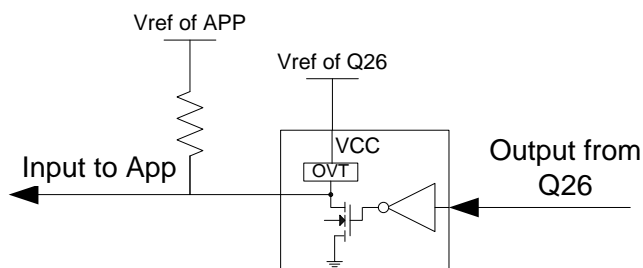 Vref of APP
Vref of Q26
VCC
OVT
Input to App
Output from
Q26